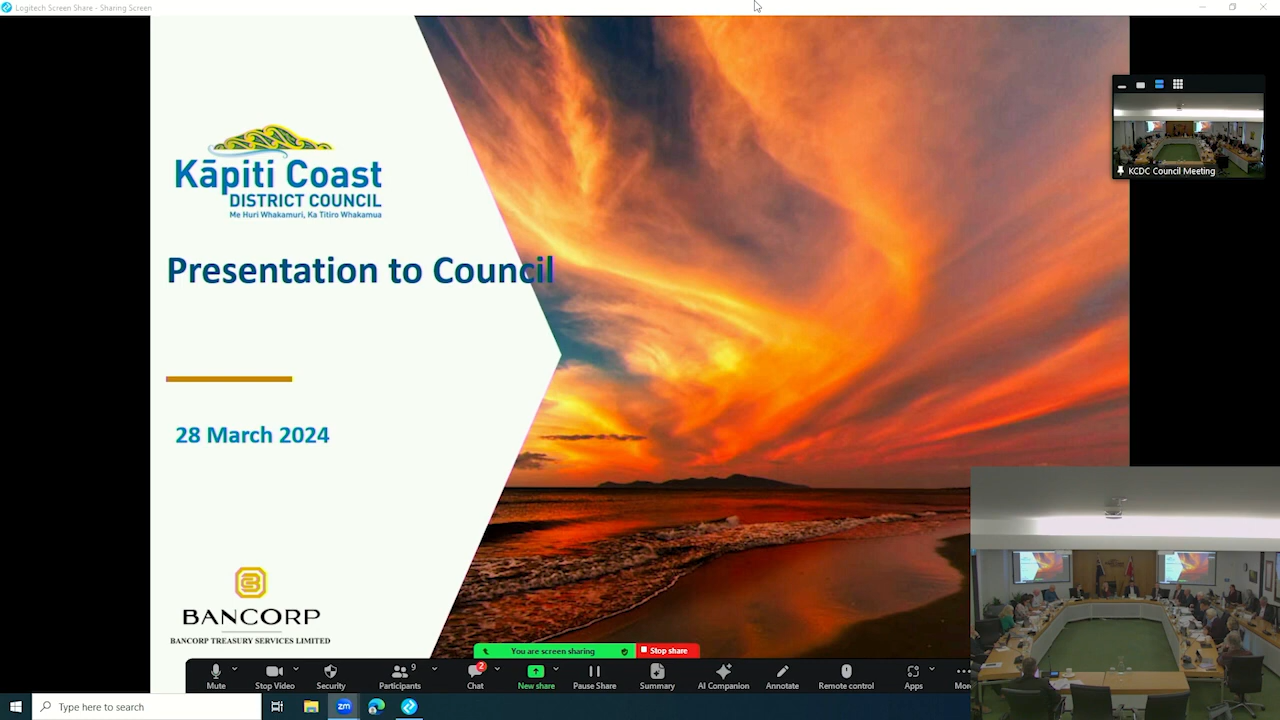 Logitech Screen Share - Sharing Screen
KCDC Council Meeting
Kāpiti Coast
DISTRICT COUNCIL
Me Huri Whakamuri, Ka Titiro Whakamua
Presentation to Council
28 March 2024
BANCORP
BANCORP TREASURY SERVICES LIMITED
You are screen sharing
Stop share
Mute
Stop Video
Security
Participants
9
Chat
2
New share
Pause Share
Summary
AI Companion
Annotate
Remote control
Apps
Mor
Type here to search
zm